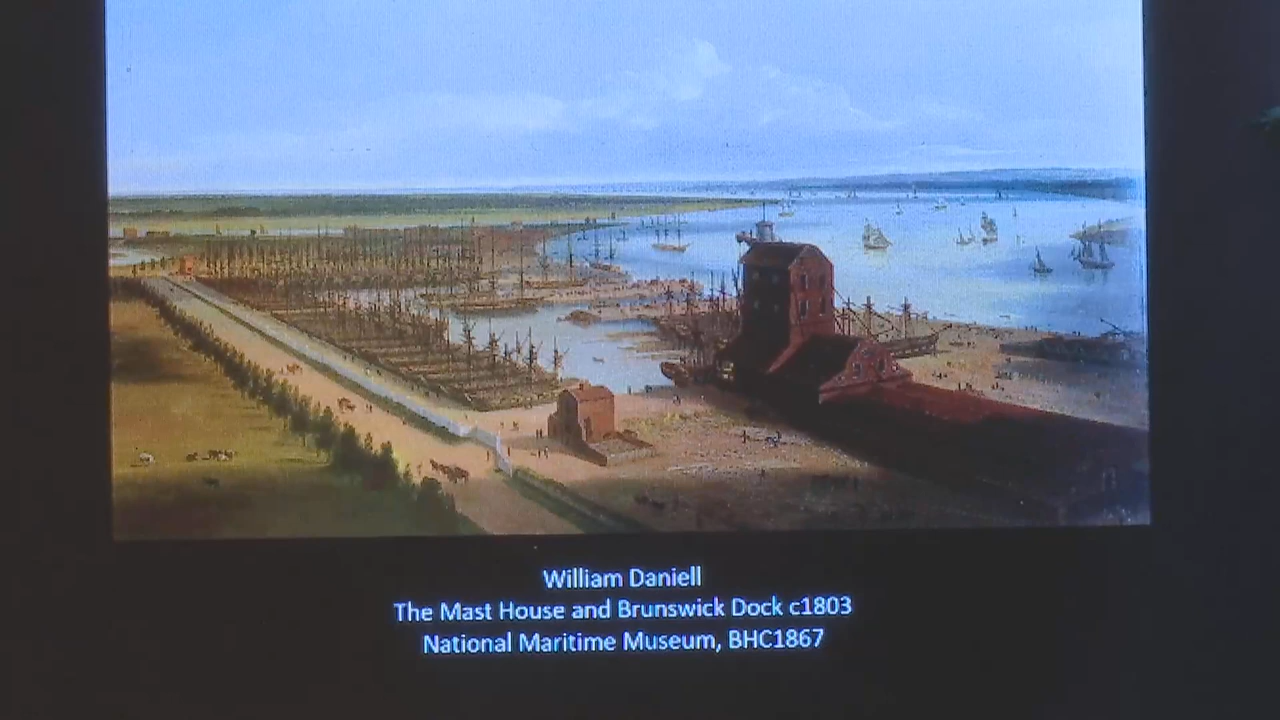 William Daniell
The Mast House and Brunswick Dock c1803
National Maritime Museum, BHC1867